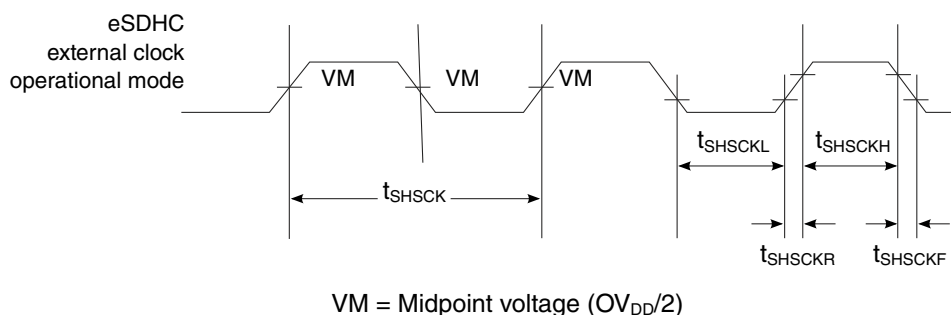 eSDHC
external clock
operational mode
VM VM VM
tSHSCKL tSHSCKH
tSHSCK
tSHSCKR tSHSCKF
VM = Midpoint voltage (OVDD/2)